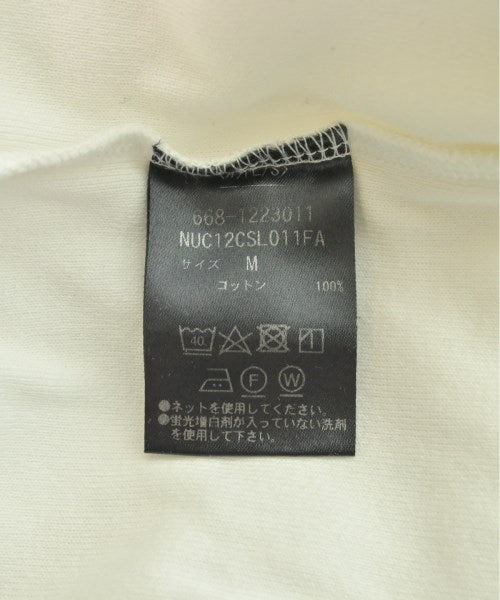 668-1223011
NUC12CSL011FA
サイズ M
コットン 100%
40
F W
●ネットを使用してください。
●蛍光増白剤が入っていない洗剤
を使用して下さい。